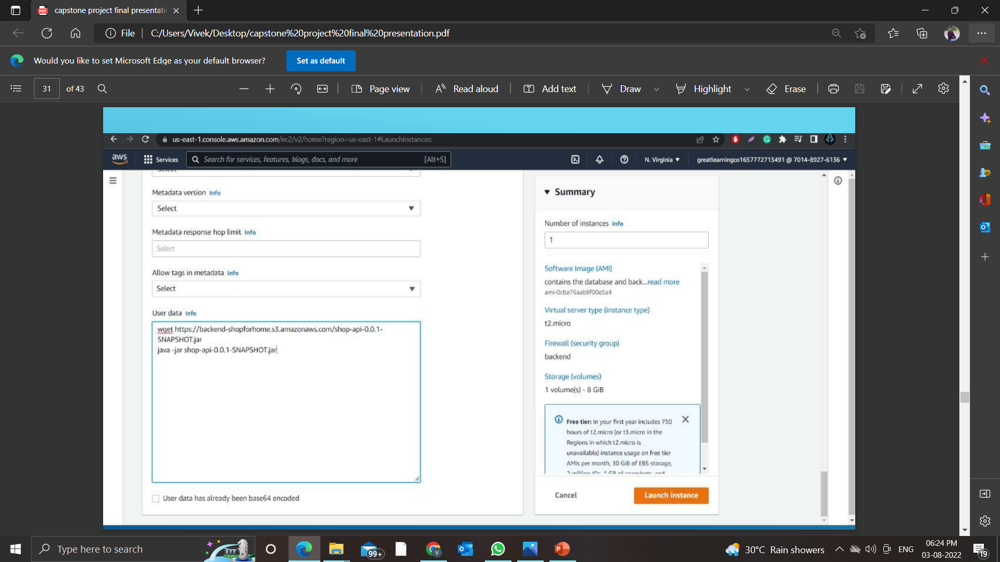 capstone project final presentati
File
C:/Users/Vivek/Desktop/capstone%20project%20final%20presentation.pdf
Would you like to set Microsoft Edge as your default browser?
Set as default
31 of 43
Page view
Read aloud
Add text
Draw
Highlight
Erase
us-east-1.console.aws.amazon.com/ec2/v2/home?region=us-east-1#LaunchInstances:
aws
Services
Search for services, features, blogs, docs, and more
[Alt+S]
N. Virginia
greatlearningco1657772713491 @ 7014-8927-6136
Select
Metadata version Info
Select
Metadata response hop limit Info
Select
Allow tags in metadata Info
Select
User data Info
wget https://backend-shopforhome.s3.amazonaws.com/shop-api-0.0.1-
SNAPSHOT.jar
java -jar shop-api-0.0.1-SNAPSHOT.jar
User data has already been base64 encoded
Summary
Number of instances Info
1
Software Image (AMI)
contains the database and back...read more
ami-0cba76aab8f00e5a4
Virtual server type (instance type)
t2.micro
Firewall (security group)
backend
Storage (volumes)
1 volume(s) - 8 GiB
Free tier: In your first year includes 750
hours of t2.micro (or t3.micro in the
Regions in which t2.micro is
unavailable) instance usage on free tier
AMIs per month, 30 GiB of EBS storage,
2 million IOs, 1 GB of snapshots, and
Cancel
Launch instance
Type here to search
99+
30°C Rain showers
ENG
06:24 PM
03-08-2022
19